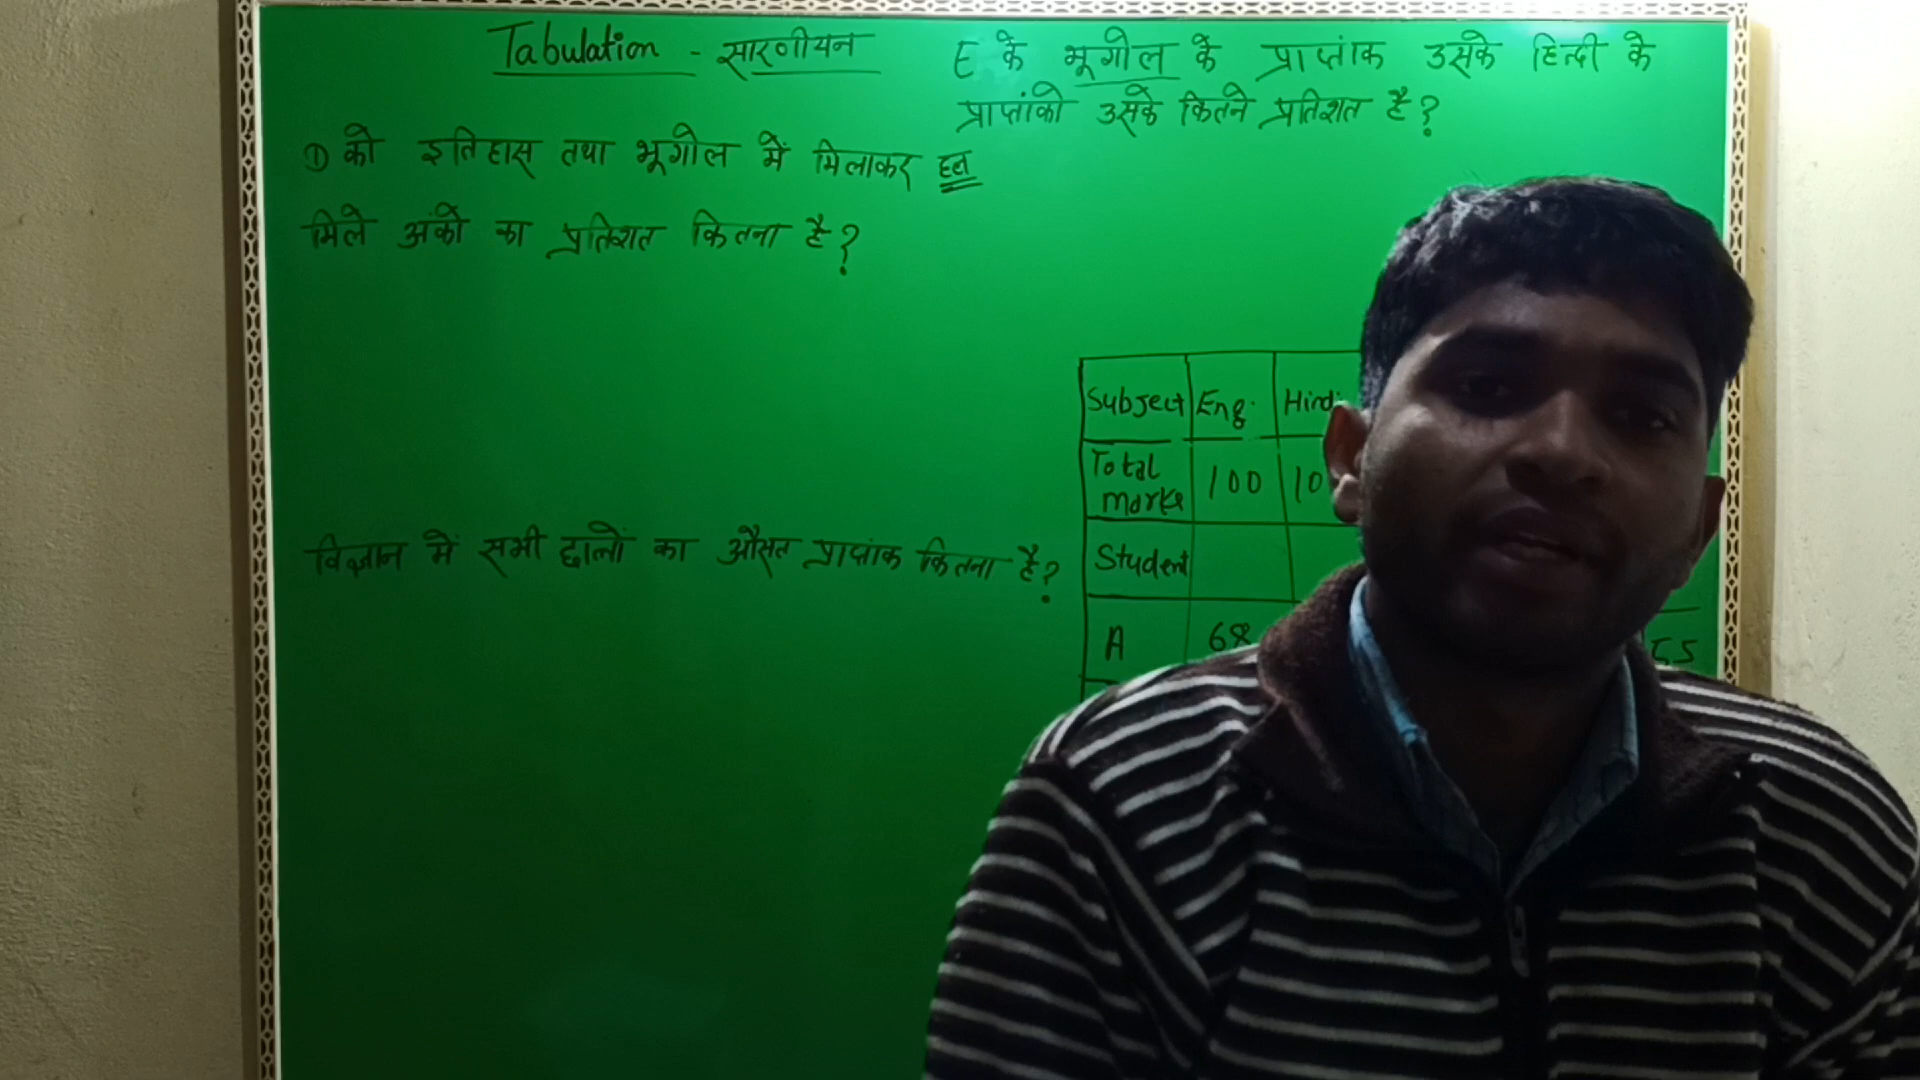 Tabulation - सारणीयन
E के भूगोल के प्राप्तांक उसके हिन्दी के
प्राप्तांको उसके कितने प्रतिशत है?
D को इतिहास तथा भूगोल में मिलाकर
मिले अंको का प्रतिशत कितना है?
विज्ञान में सभी छात्रों का औसत प्राप्तांक कितना है?
Subject Eng. Hindi
Total
marks 100 10
Student
A 68 55